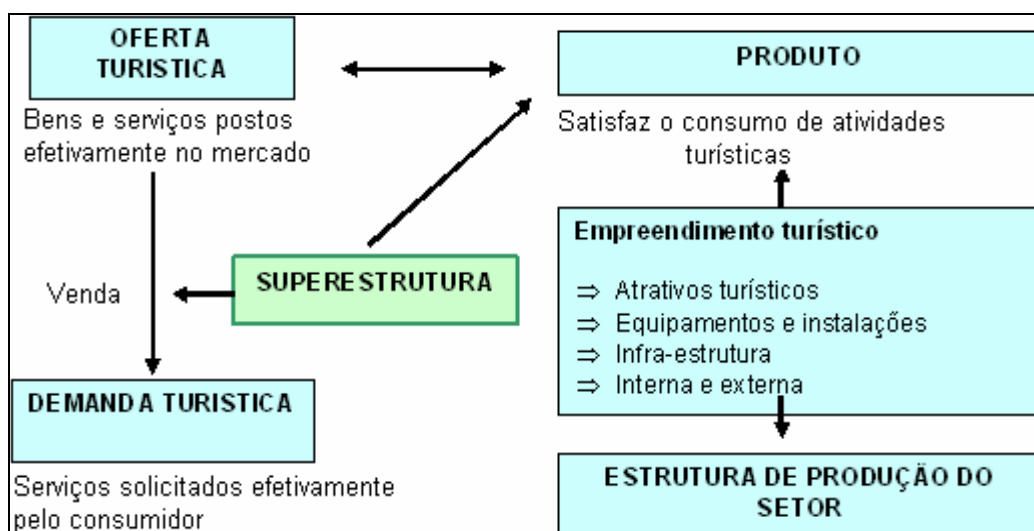 OFERTA
TURISTICA
Bens e serviços postos
efetivamente no mercado
PRODUTO
Satisfaz o consumo de atividades
turísticas
Empreendimento turístico
⇒ Atrativos turísticos
⇒ Equipamentos e instalações
⇒ Infra-estrutura
⇒ Interna e externa
SUPERESTRUTURA
Venda
DEMANDA TURISTICA
Serviços solicitados efetivamente
pelo consumidor
ESTRUTURA DE PRODUÇÃO DO
SETOR